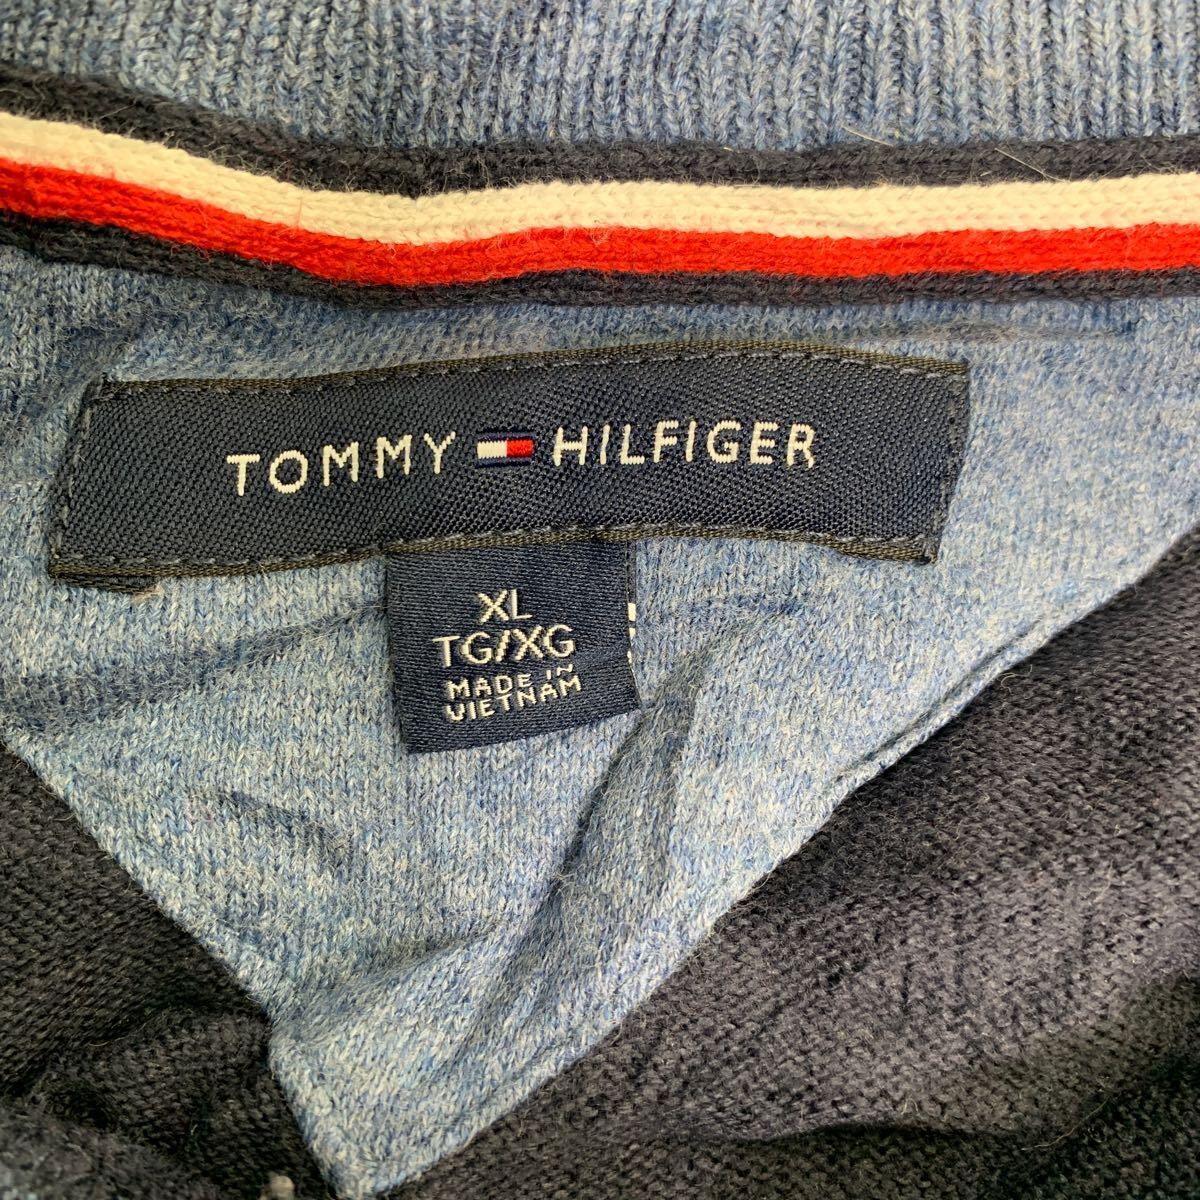 TOMMY HILFIGER
XL
TG/XG
MADE IN
VIETNAM